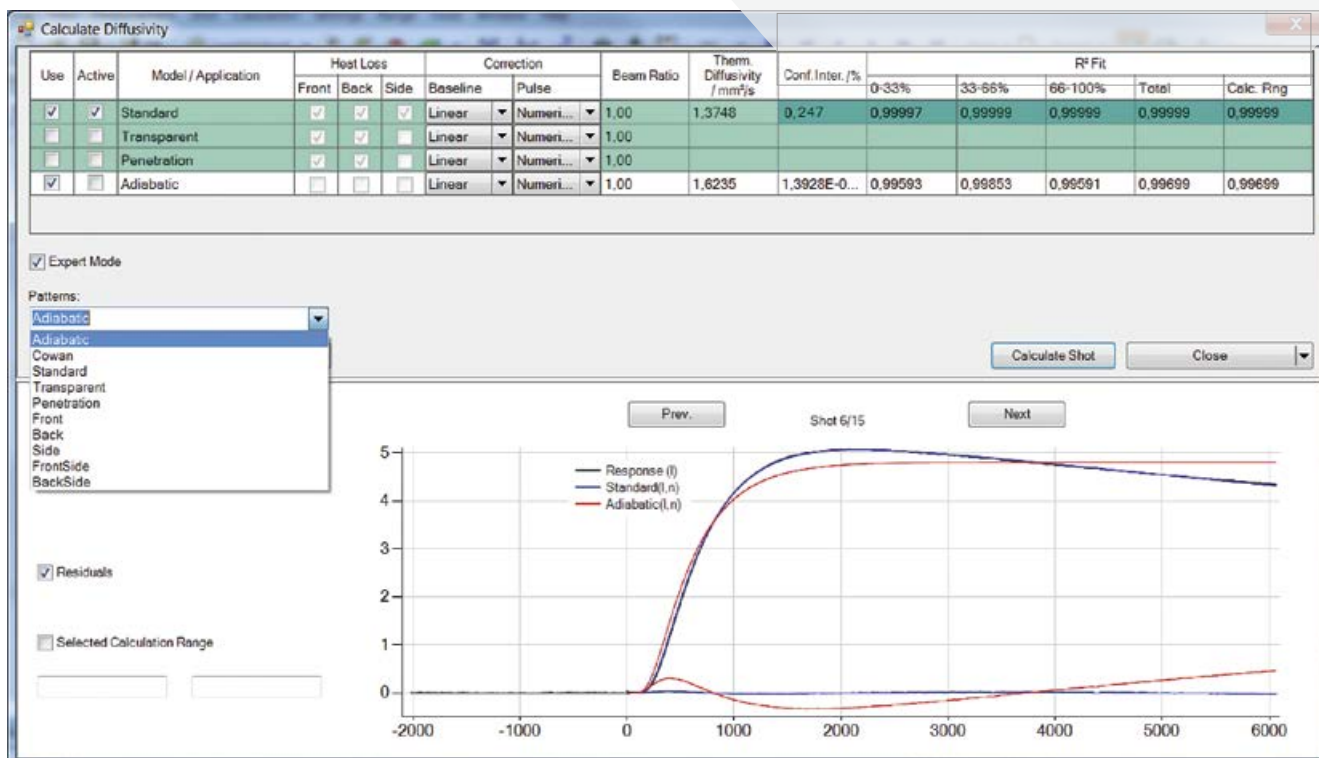 Calculate Diffusivity
Use Active Model / Application Heat Loss Correction Beam Ratio Therm. Diffusivity / mm²/s Conf.Inter. /% R² Fit
Front Back Side Baseline Pulse 0-33% 33-66% 66-100% Total Calc. Rng
Standard Linear Numeri... 1,00 1,3748 0,247 0,99997 0,99999 0,99999 0,99999 0,99999
Transparent Linear Numeri... 1,00
Penetration Linear Numeri... 1,00
Adiabatic Linear Numeri... 1,00 1,6235 1,3928E-0... 0,99593 0,99853 0,99591 0,99699 0,99699
Expert Mode
Patterns:
Adiabatic
Adiabatic
Cowan
Standard
Transparent
Penetration
Front
Back
Side
FrontSide
BackSide
Calculate Shot Close
Prev. Shot 6/15 Next
Response (l)
Standard(l,n)
Adiabatic(l,n)
5
4
3
2
1
0
-2000 -1000 0 1000 2000 3000 4000 5000 6000
Residuals
Selected Calculation Range